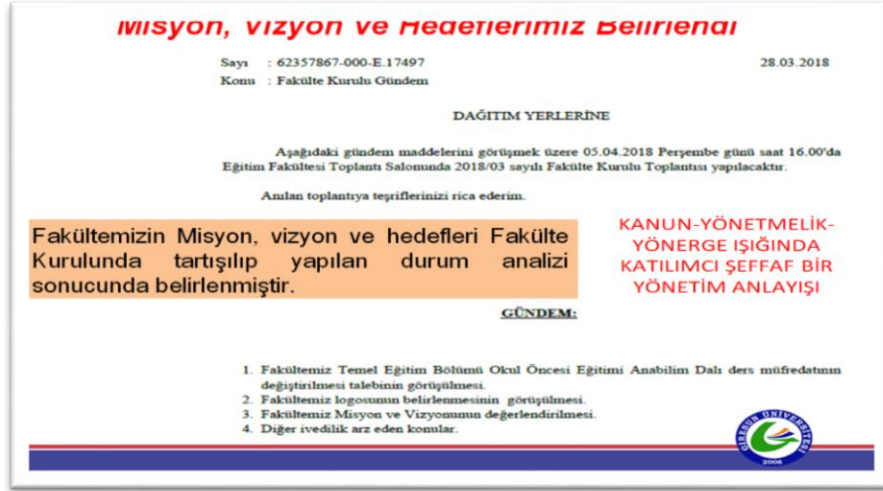 Misyon, Vizyon ve Hedeflerimiz Belirlendi
Sayı : 62357867-000-E.17497 28.03.2018
Konu : Fakülte Kurulu Gündem
DAĞITIM YERLERİNE
Aşağıdaki gündem maddelerini görüşmek üzere 05.04.2018 Perşembe günü saat 16.00'da
Eğitim Fakültesi Toplantı Salonunda 2018/03 sayılı Fakülte Kurulu Toplantısı yapılacaktır.
Anılan toplantıya teşriflerinizi rica ederim.
Fakültemizin Misyon, vizyon ve hedefleri Fakülte
Kurulunda tartışılıp yapılan durum analizi
sonucunda belirlenmiştir.
KANUN-YÖNETMELİK-
YÖNERGE IŞIĞINDA
KATILIMCI ŞEFFAF BİR
YÖNETİM ANLAYIŞI
GÜNDEM:
1. Fakültemiz Temel Eğitim Bölümü Okul Öncesi Eğitimi Anabilim Dalı ders müfredatının
değiştirilmesi talebinin görüşülmesi.
2. Fakültemiz logosunun belirlenmesinin görüşülmesi.
3. Fakültemiz Misyon ve Vizyonunun değerlendirilmesi.
4. Diğer ivedilik arz eden konular.
GİRESUN ÜNİVERSİTESİ
2006